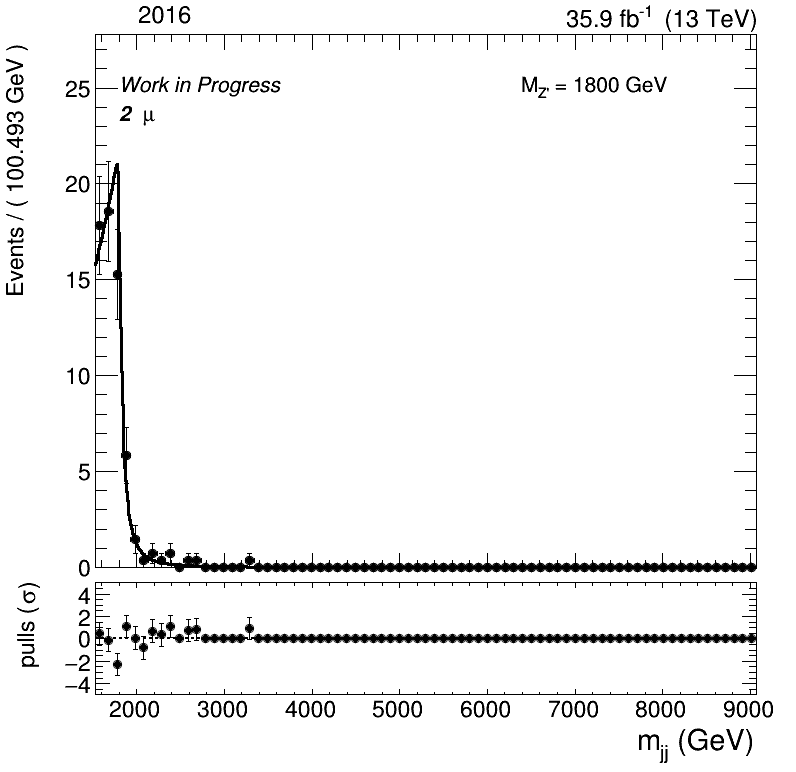 2016 35.9 fb⁻¹ (13 TeV)
Events / ( 100.493 GeV )
25
20
15
10
5
0
Work in Progress
2 μ
M_Z' = 1800 GeV
pulls (σ)
4
2
0
−2
−4
2000 3000 4000 5000 6000 7000 8000 9000
m_jj (GeV)